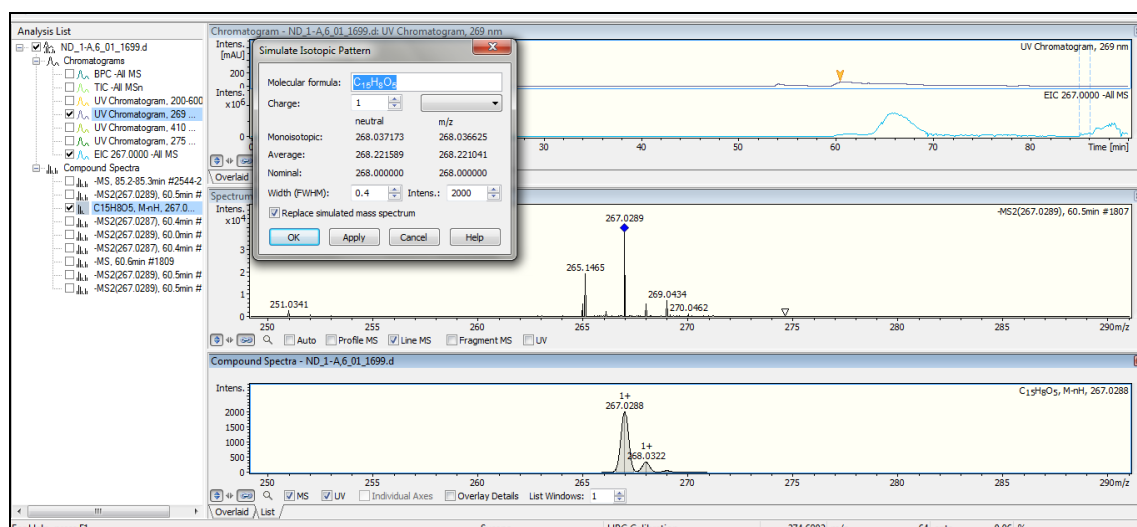 Analysis List
ND_1-A,6_01_1699.d
Chromatograms
BPC -All MS
TIC -All MSn
UV Chromatogram, 200-600
UV Chromatogram, 269 ...
UV Chromatogram, 410 ...
UV Chromatogram, 275 ...
EIC 267.0000 -All MS
Compound Spectra
-MS, 85.2-85.3min #2544-2
-MS2(267.0289), 60.5min #
C15H8O5, M-nH, 267.0...
-MS2(267.0287), 60.4min #
-MS2(267.0289), 60.0min #
-MS2(267.0287), 60.4min #
-MS, 60.6min #1809
-MS2(267.0289), 60.5min #
-MS2(267.0289), 60.5min #
Chromatogram - ND_1-A,6_01_1699.d: UV Chromatogram, 269 nm
Intens.
[mAU]
200
0
UV Chromatogram, 269 nm
Intens.
x106
0
EIC 267.0000 -All MS
30 40 50 60 70 80 Time [min]
Overlaid
Simulate Isotopic Pattern
Molecular formula: C₁₅H₈O₅
Charge: 1
neutral m/z
Monoisotopic: 268.037173 268.036625
Average: 268.221589 268.221041
Nominal: 268.000000 268.000000
Width (FWHM): 0.4 Intens.: 2000
Replace simulated mass spectrum
OK Apply Cancel Help
Spectrum
Intens.
x10⁴
3
2
1
0
-MS2(267.0289), 60.5min #1807
267.0289
265.1465
269.0434
270.0462
251.0341
250 255 260 265 270 275 280 285 290 m/z
Auto Profile MS Line MS Fragment MS UV
Compound Spectra - ND_1-A,6_01_1699.d
Intens.
2000
1500
1000
500
0
C₁₅H₈O₅, M-nH, 267.0288
1+
267.0288
1+
268.0322
250 255 260 265 270 275 280 285 290 m/z
MS UV Individual Axes Overlay Details List Windows: 1
Overlaid List